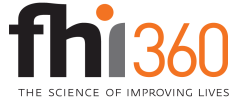 fhi360
THE SCIENCE OF IMPROVING LIVES